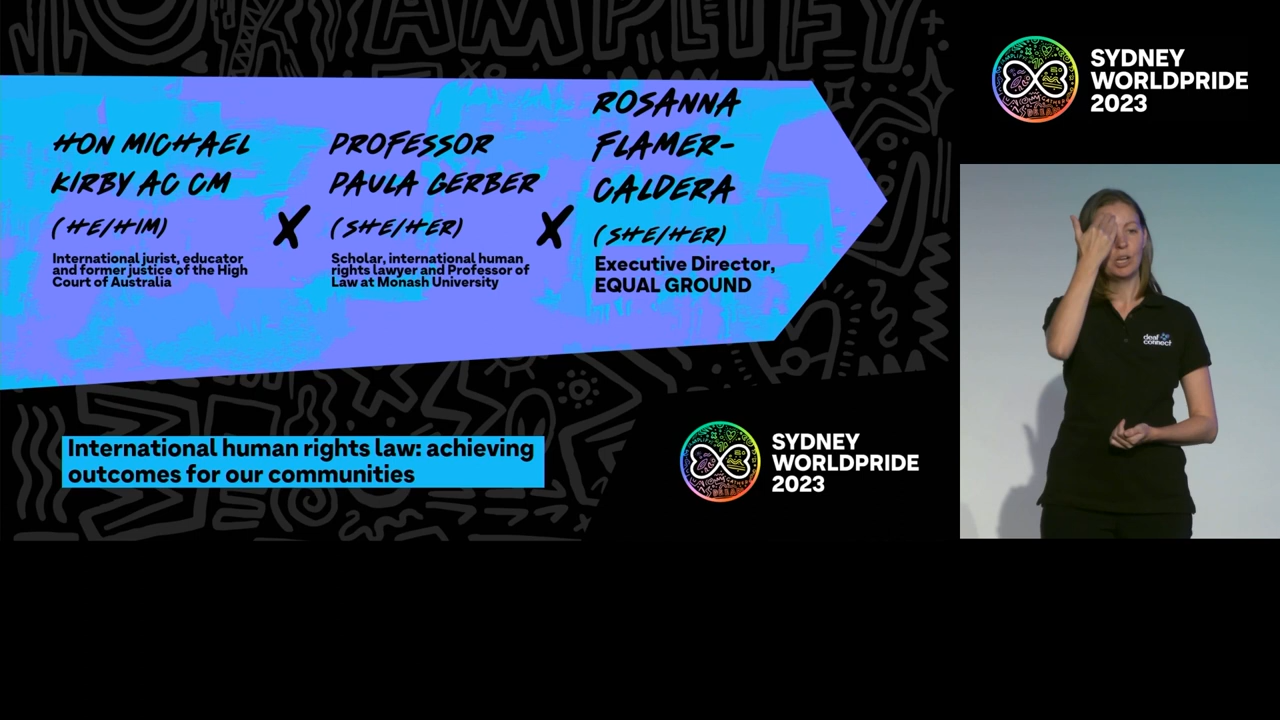 AMPLIFY
HON MICHAEL
KIRBY AC CM
(HE/HIM)
International jurist, educator
and former justice of the High
Court of Australia
X
PROFESSOR
PAULA GERBER
(SHE/HER)
Scholar, international human
rights lawyer and Professor of
Law at Monash University
X
ROSANNA
FLAMER-
CALDERA
(SHE/HER)
Executive Director,
EQUAL GROUND
International human rights law: achieving
outcomes for our communities
SYDNEY
WORLDPRIDE
2023
SYDNEY
WORLDPRIDE
2023
deaf
connect